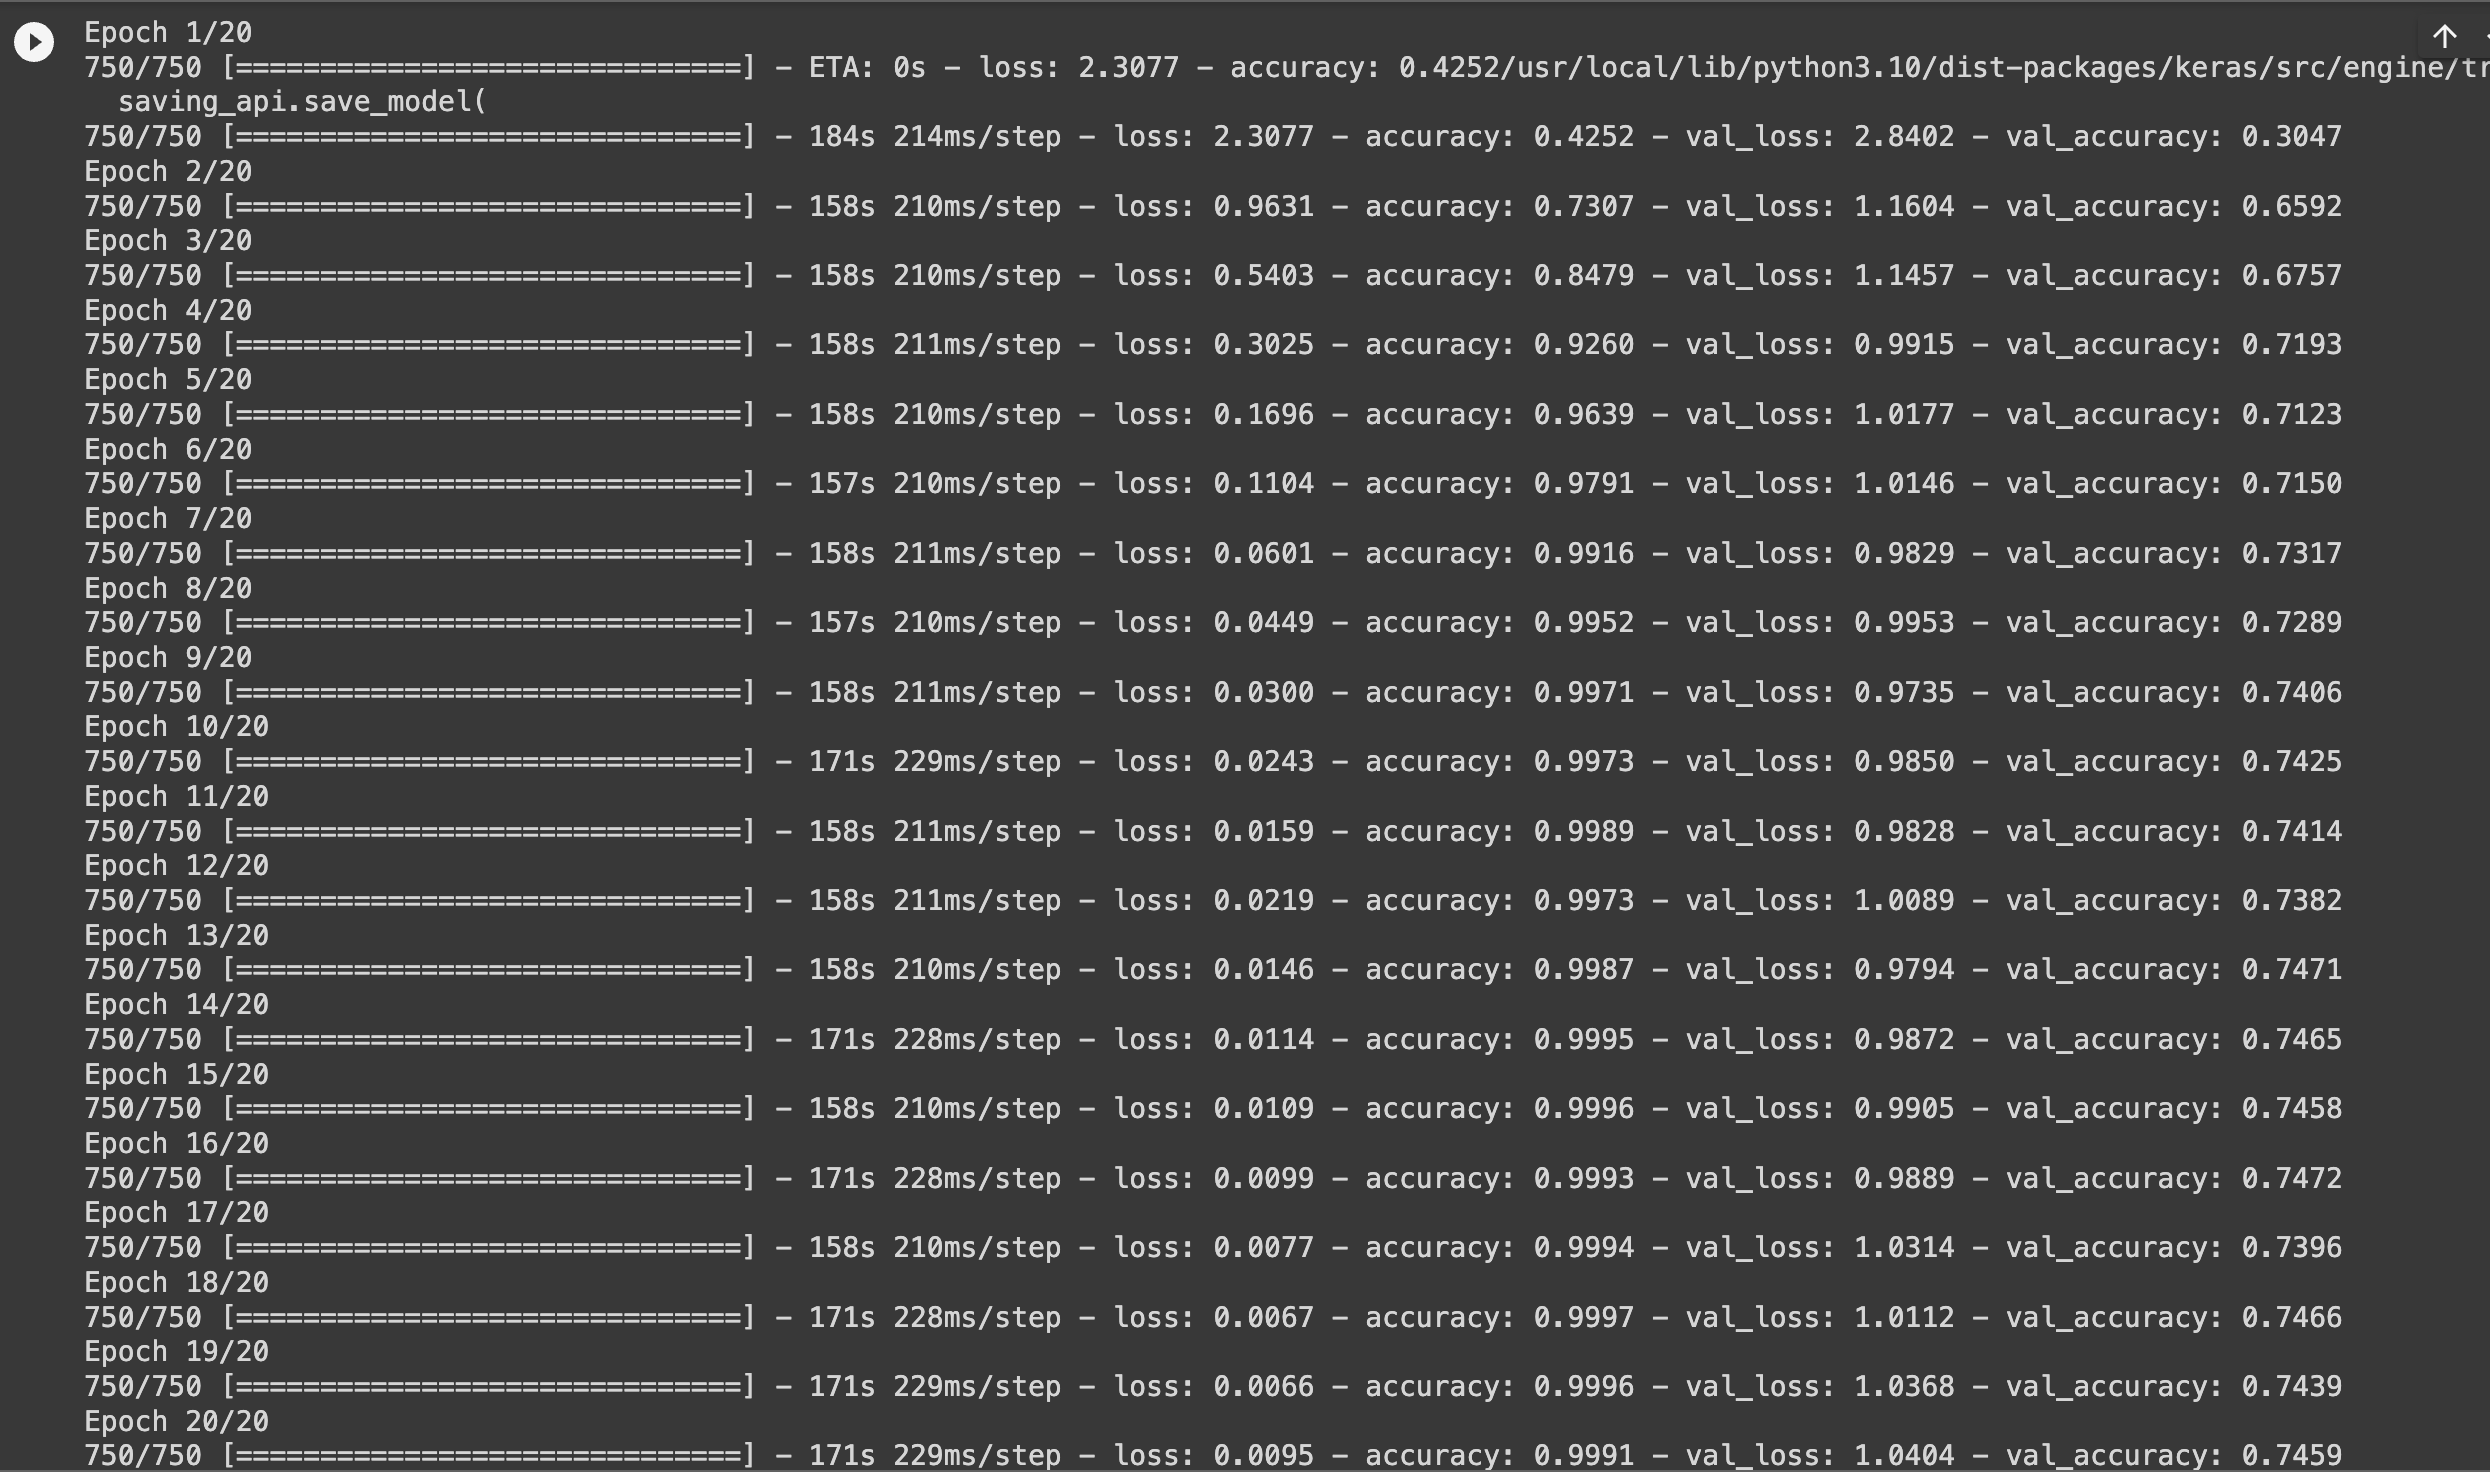 Epoch 1/20
750/750 [==============================] - ETA: 0s - loss: 2.3077 - accuracy: 0.4252/usr/local/lib/python3.10/dist-packages/keras/src/engine/tr
  saving_api.save_model(
750/750 [==============================] - 184s 214ms/step - loss: 2.3077 - accuracy: 0.4252 - val_loss: 2.8402 - val_accuracy: 0.3047
Epoch 2/20
750/750 [==============================] - 158s 210ms/step - loss: 0.9631 - accuracy: 0.7307 - val_loss: 1.1604 - val_accuracy: 0.6592
Epoch 3/20
750/750 [==============================] - 158s 210ms/step - loss: 0.5403 - accuracy: 0.8479 - val_loss: 1.1457 - val_accuracy: 0.6757
Epoch 4/20
750/750 [==============================] - 158s 211ms/step - loss: 0.3025 - accuracy: 0.9260 - val_loss: 0.9915 - val_accuracy: 0.7193
Epoch 5/20
750/750 [==============================] - 158s 210ms/step - loss: 0.1696 - accuracy: 0.9639 - val_loss: 1.0177 - val_accuracy: 0.7123
Epoch 6/20
750/750 [==============================] - 157s 210ms/step - loss: 0.1104 - accuracy: 0.9791 - val_loss: 1.0146 - val_accuracy: 0.7150
Epoch 7/20
750/750 [==============================] - 158s 211ms/step - loss: 0.0601 - accuracy: 0.9916 - val_loss: 0.9829 - val_accuracy: 0.7317
Epoch 8/20
750/750 [==============================] - 157s 210ms/step - loss: 0.0449 - accuracy: 0.9952 - val_loss: 0.9953 - val_accuracy: 0.7289
Epoch 9/20
750/750 [==============================] - 158s 211ms/step - loss: 0.0300 - accuracy: 0.9971 - val_loss: 0.9735 - val_accuracy: 0.7406
Epoch 10/20
750/750 [==============================] - 171s 229ms/step - loss: 0.0243 - accuracy: 0.9973 - val_loss: 0.9850 - val_accuracy: 0.7425
Epoch 11/20
750/750 [==============================] - 158s 211ms/step - loss: 0.0159 - accuracy: 0.9989 - val_loss: 0.9828 - val_accuracy: 0.7414
Epoch 12/20
750/750 [==============================] - 158s 211ms/step - loss: 0.0219 - accuracy: 0.9973 - val_loss: 1.0089 - val_accuracy: 0.7382
Epoch 13/20
750/750 [==============================] - 158s 210ms/step - loss: 0.0146 - accuracy: 0.9987 - val_loss: 0.9794 - val_accuracy: 0.7471
Epoch 14/20
750/750 [==============================] - 171s 228ms/step - loss: 0.0114 - accuracy: 0.9995 - val_loss: 0.9872 - val_accuracy: 0.7465
Epoch 15/20
750/750 [==============================] - 158s 210ms/step - loss: 0.0109 - accuracy: 0.9996 - val_loss: 0.9905 - val_accuracy: 0.7458
Epoch 16/20
750/750 [==============================] - 171s 228ms/step - loss: 0.0099 - accuracy: 0.9993 - val_loss: 0.9889 - val_accuracy: 0.7472
Epoch 17/20
750/750 [==============================] - 158s 210ms/step - loss: 0.0077 - accuracy: 0.9994 - val_loss: 1.0314 - val_accuracy: 0.7396
Epoch 18/20
750/750 [==============================] - 171s 228ms/step - loss: 0.0067 - accuracy: 0.9997 - val_loss: 1.0112 - val_accuracy: 0.7466
Epoch 19/20
750/750 [==============================] - 171s 229ms/step - loss: 0.0066 - accuracy: 0.9996 - val_loss: 1.0368 - val_accuracy: 0.7439
Epoch 20/20
750/750 [==============================] - 171s 229ms/step - loss: 0.0095 - accuracy: 0.9991 - val_loss: 1.0404 - val_accuracy: 0.7459